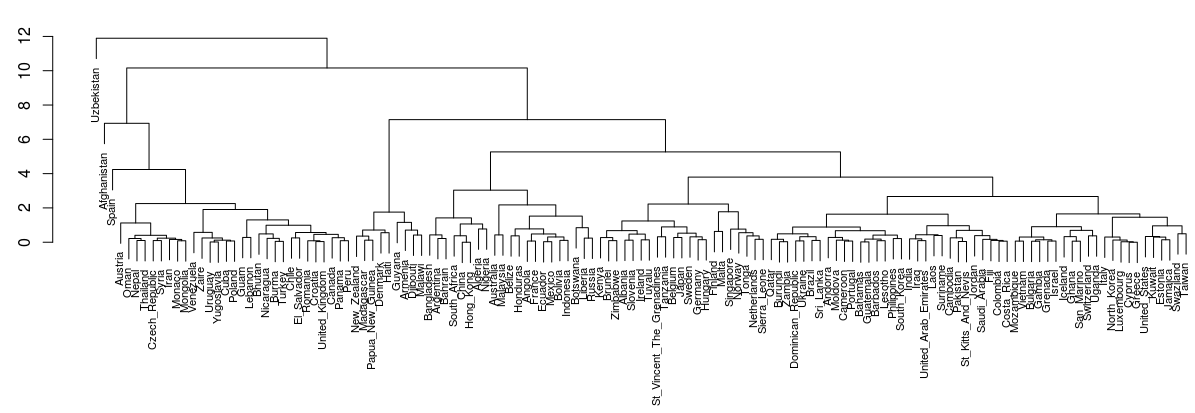 12
10
8
6
4
2
0
Uzbekistan
Afghanistan
Spain
Austria
Oman
Nepal
Thailand
Czech_Republic
Syria
Iran
Monaco
Mongolia
Venezuela
Zaire
Uruguay
Yugoslavia
Cuba
Poland
Guam
Lebanon
Bhutan
Nicaragua
Burma
Turkey
Chile
El_Salvador
Romania
Croatia
United_Kingdom
Canada
Panama
Peru
New_Zealand
Madagascar
Papua_New_Guinea
Denmark
Haiti
Guyana
Armenia
Djibouti
Malawi
Bangladesh
Argentina
Bahrain
South_Africa
China
Hong_Kong
Algeria
Nigeria
Australia
Malaysia
Belize
Honduras
France
Ecuador
Mexico
Bolivia
Indonesia
Botswana
Liberia
Russia
Kenya
Brunei
Zimbabwe
Albania
Slovenia
Ireland
Tuvalu
St_Vincent_The_Grenadines
Tanzania
Belgium
Japan
Sweden
Germany
Hungary
Finland
Malta
Singapore
Norway
Tonga
Netherlands
Sierra_Leone
Qatar
Burundi
Zambia
Dominican_Republic
Ukraine
Brazil
Sri_Lanka
Andorra
Moldova
Cameroon
Portugal
Bahamas
Guatemala
Barbados
Lesotho
Philippines
South_Korea
India
Iraq
United_Arab_Emirates
Laos
Suriname
Cambodia
Pakistan
St_Kitts_And_Nevis
Jordan
Saudi_Arabia
Fiji
Colombia
Costa_Rica
Mozambique
Vietnam
Bulgaria
Gambia
Grenada
Israel
Iceland
Ghana
San_Marino
Switzerland
Uganda
Italy
North_Korea
Luxembourg
Cyprus
Greece
United_States
Kuwait
Estonia
Jamaica
Swaziland
Taiwan